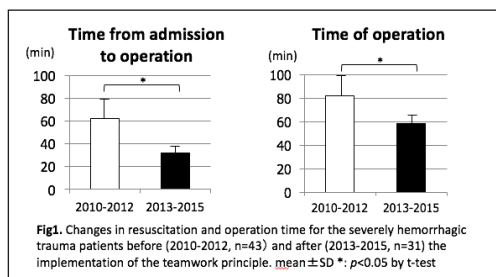 Time from admission
to operation
(min)
*
100
80
60
40
20
0
2010-2012 2013-2015
Time of operation
(min)
*
100
80
60
40
20
0
2010-2012 2013-2015
Fig1. Changes in resuscitation and operation time for the severely hemorrhagic
trauma patients before (2010-2012, n=43) and after (2013-2015, n=31) the
implementation of the teamwork principle. mean±SD *: p<0.05 by t-test